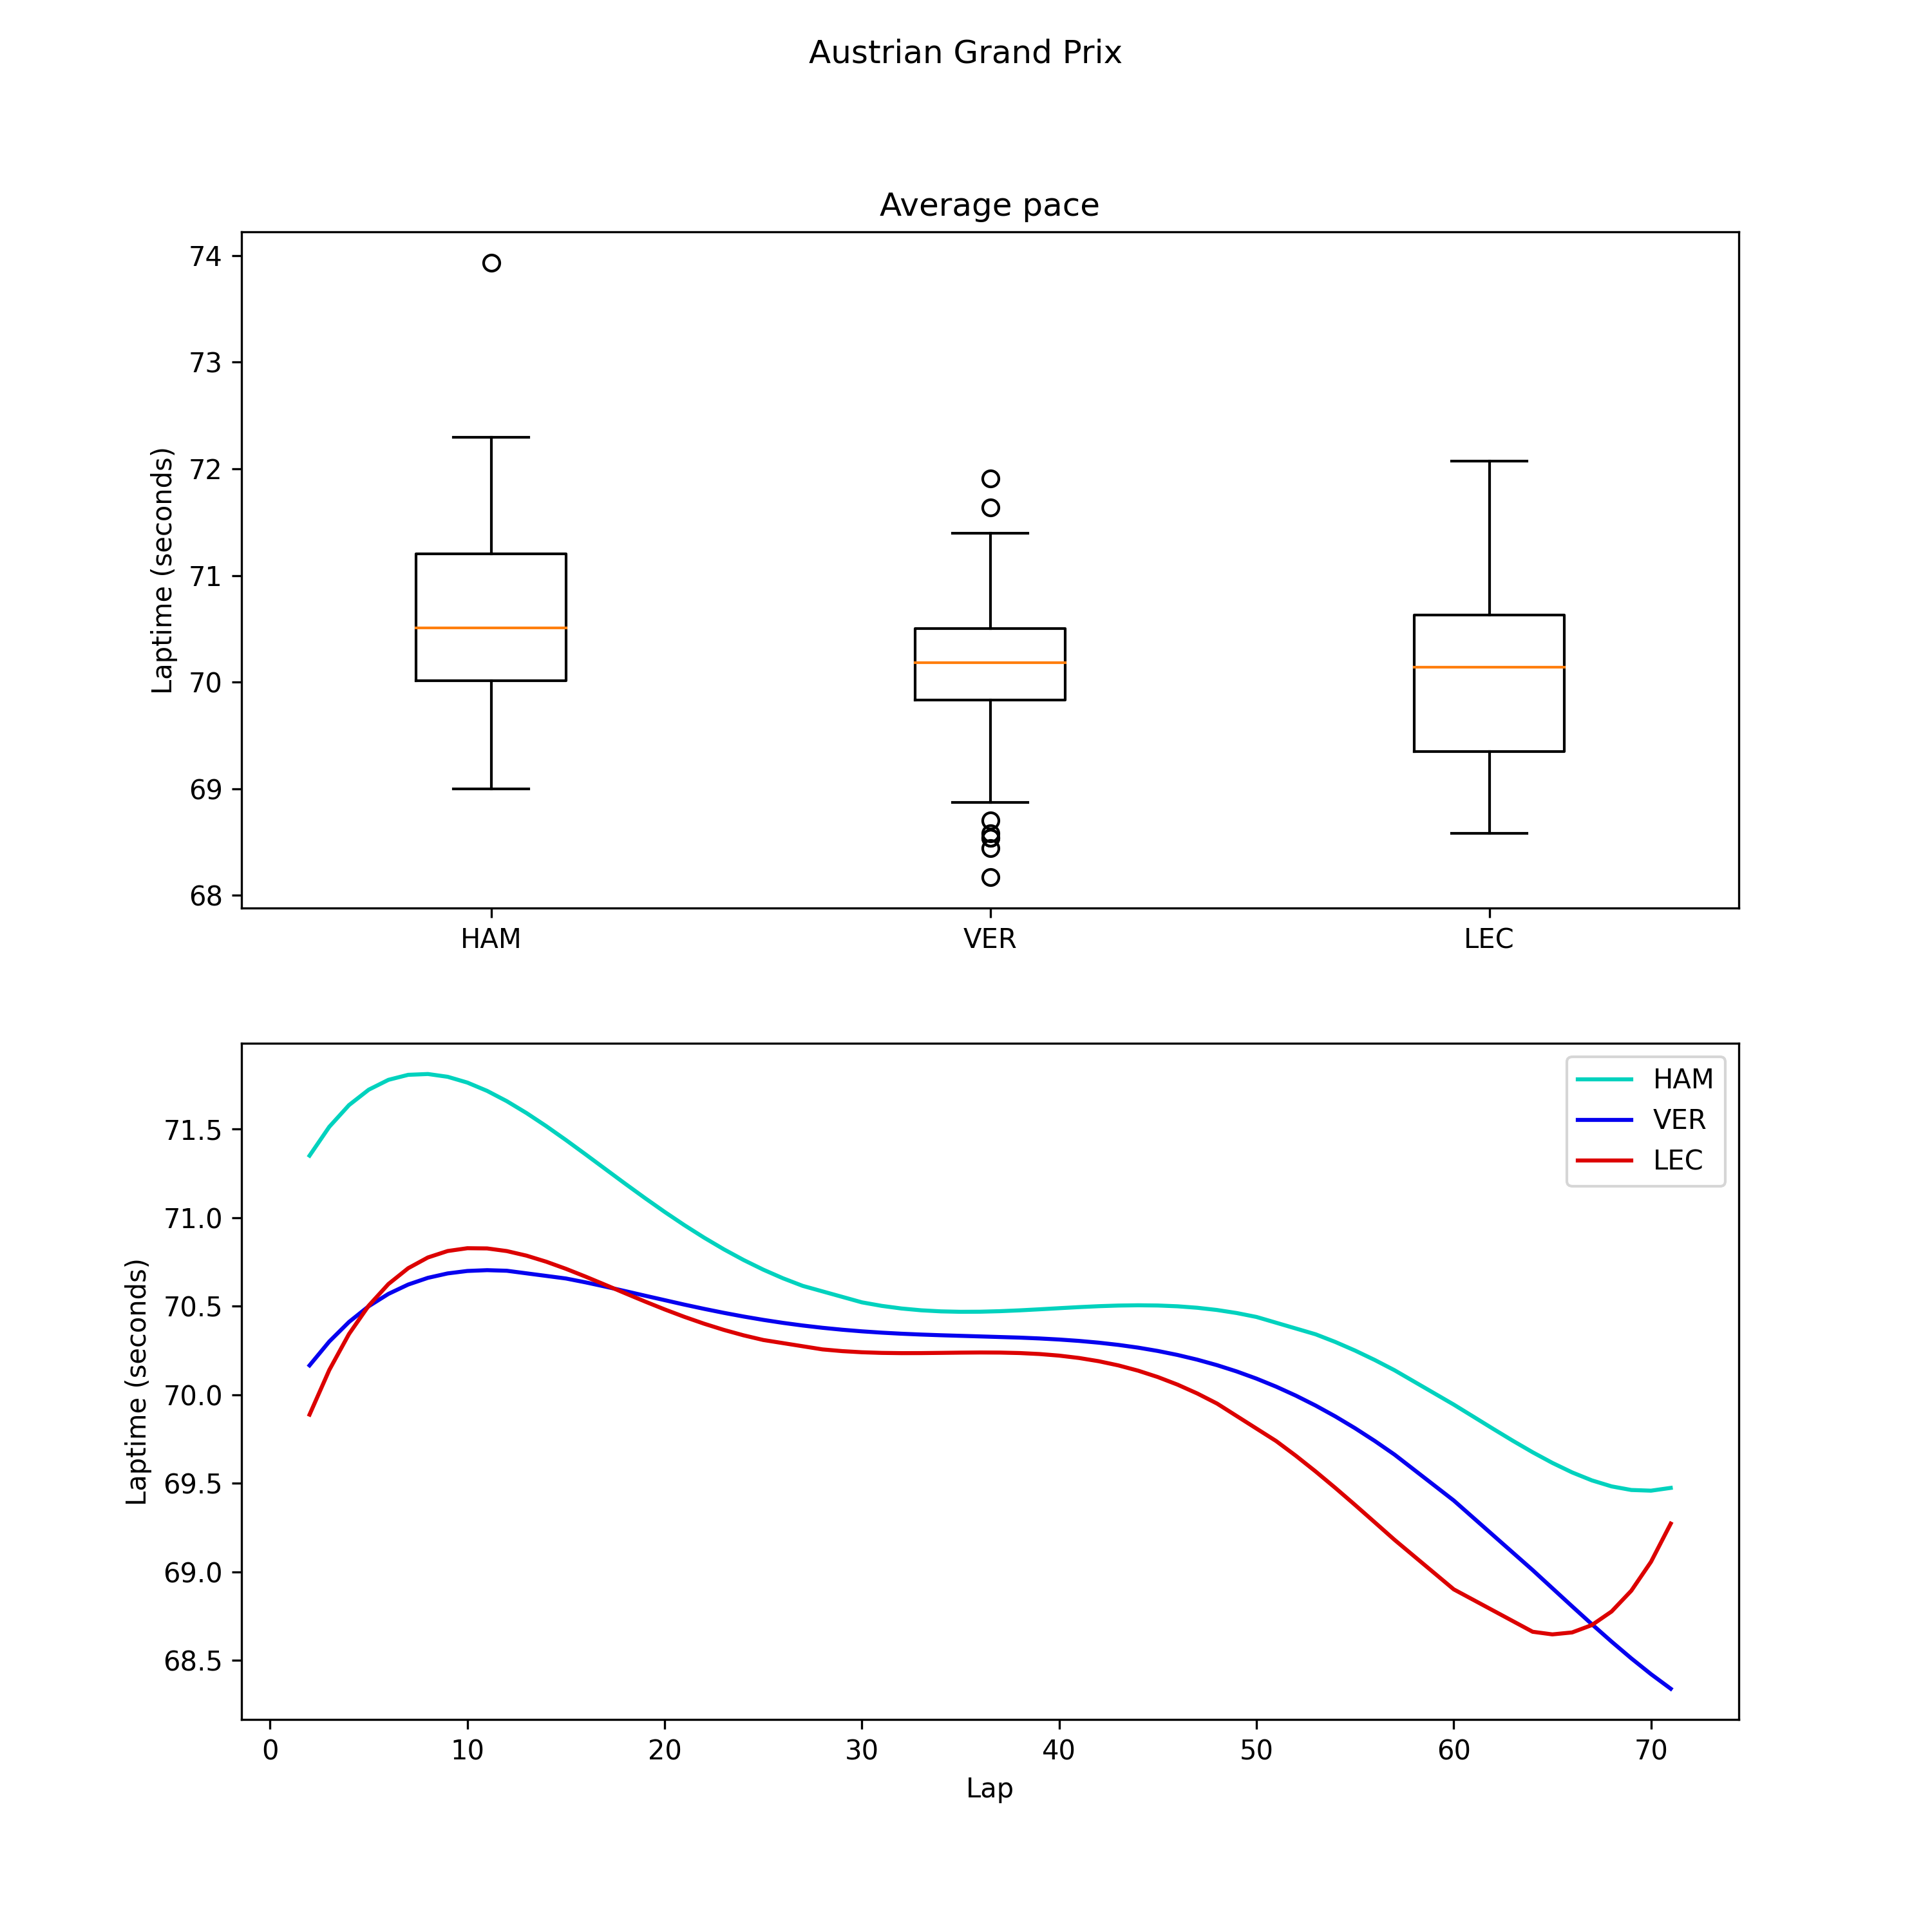 Austrian Grand Prix
Average pace
Laptime (seconds)
74
73
72
71
70
69
68
HAM
VER
LEC
Laptime (seconds)
71.5
71.0
70.5
70.0
69.5
69.0
68.5
HAM
VER
LEC
0 10 20 30 40 50 60 70
Lap